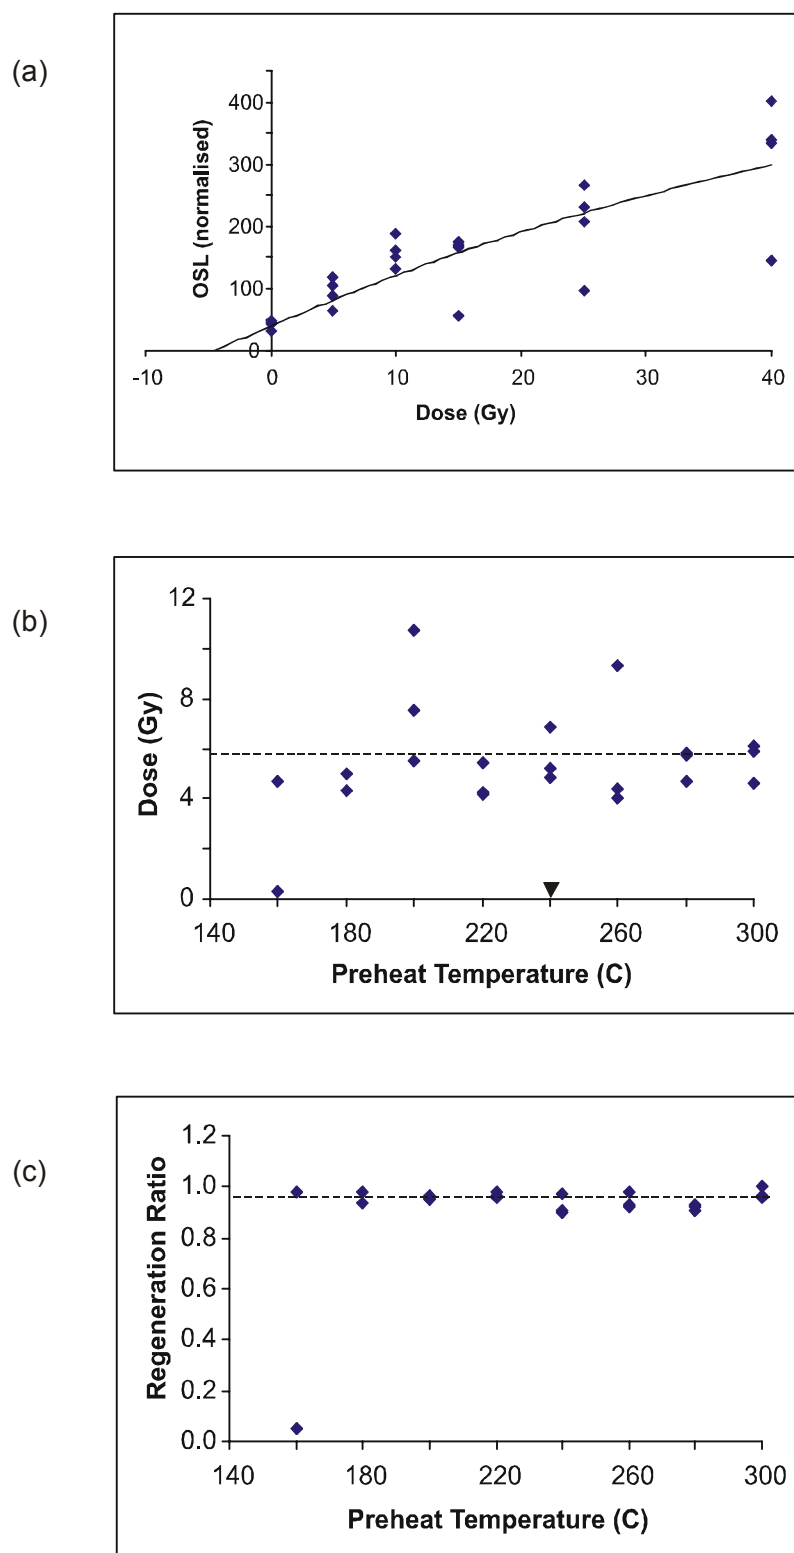 (a)
OSL (normalised)
400
300
200
100
0
-10 0 10 20 30 40
Dose (Gy)
(b)
Dose (Gy)
12
8
4
0
140 180 220 260 300
Preheat Temperature (C)
(c)
Regeneration Ratio
1.2
1.0
0.8
0.6
0.4
0.2
0.0
140 180 220 260 300
Preheat Temperature (C)